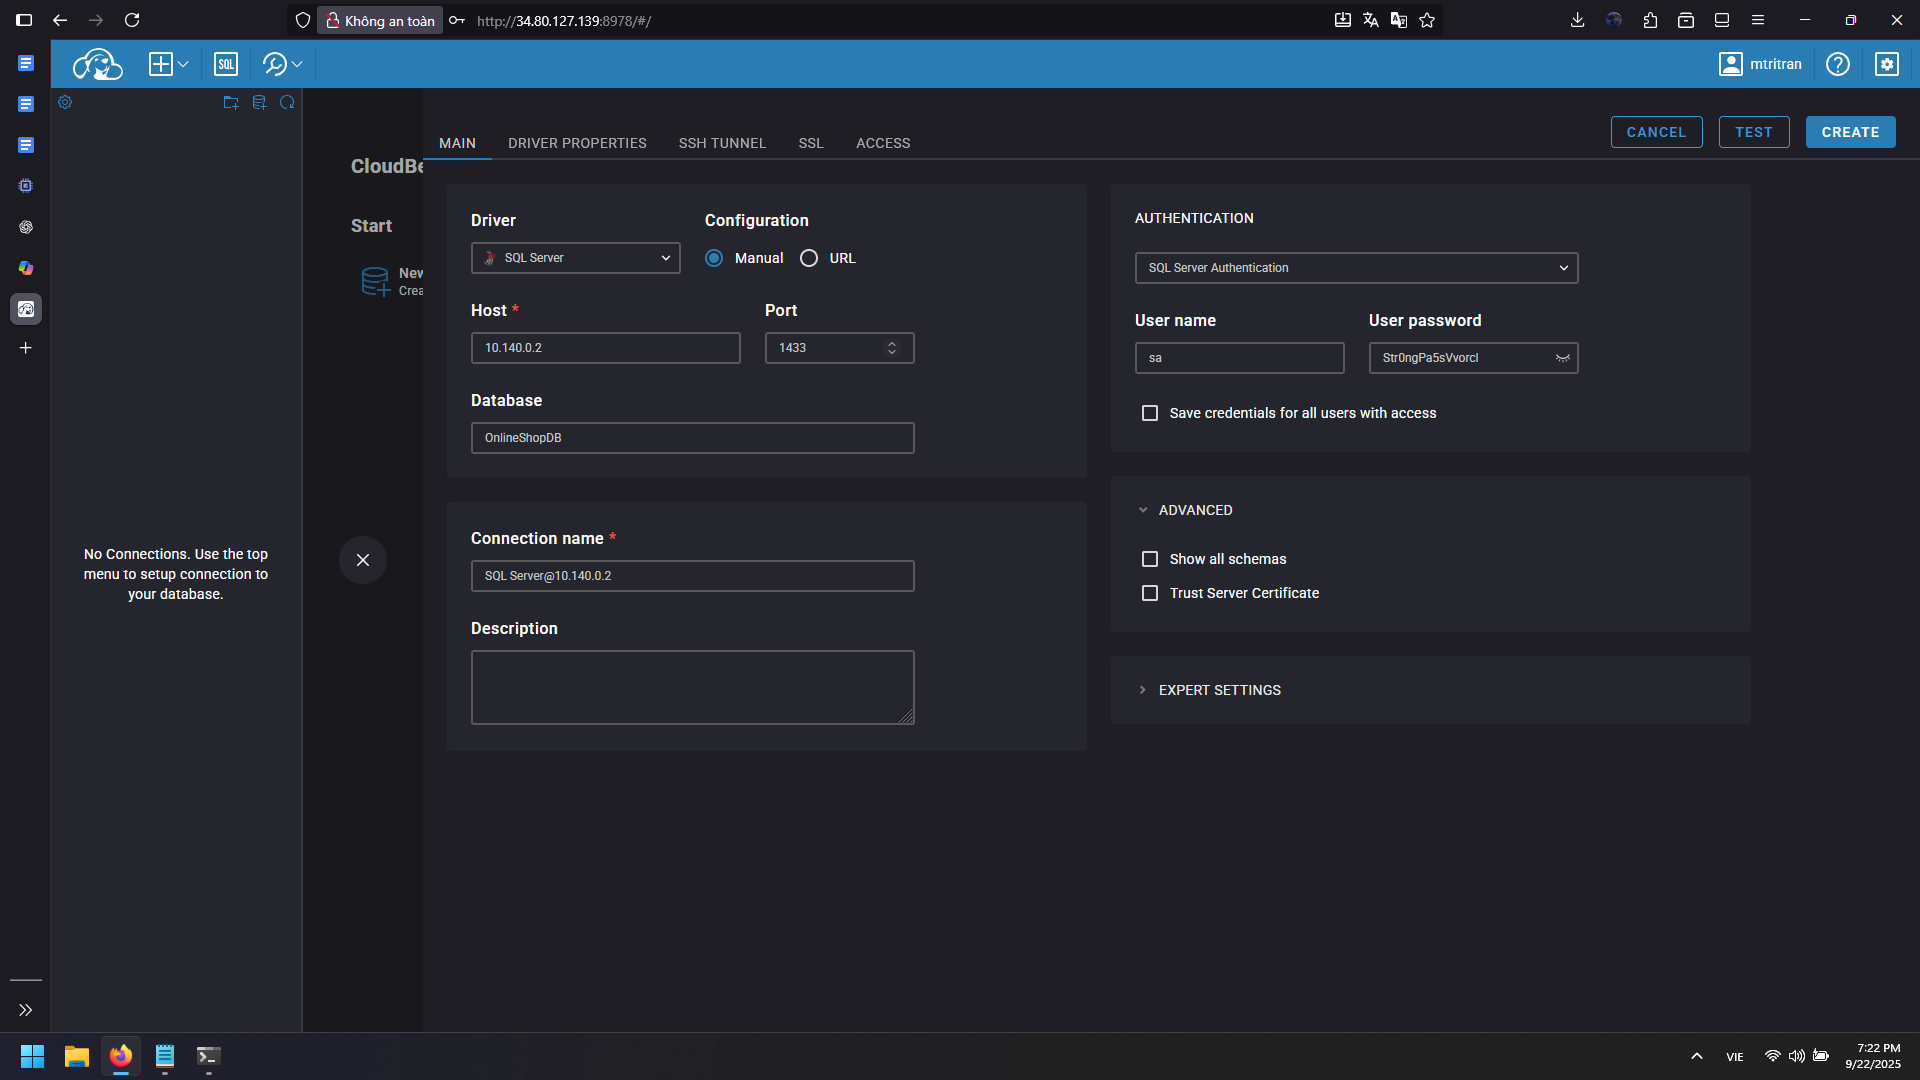 Không an toàn
http://34.80.127.139:8978/#/
SQL
mtritran
CloudBe
Start
New
Crea
No Connections. Use the top
menu to setup connection to
your database.
MAIN
DRIVER PROPERTIES
SSH TUNNEL
SSL
ACCESS
CANCEL
TEST
CREATE
Driver
Configuration
SQL Server
Manual
URL
Host *
Port
10.140.0.2
1433
Database
OnlineShopDB
Connection name *
SQL Server@10.140.0.2
Description
AUTHENTICATION
SQL Server Authentication
User name
User password
sa
Str0ngPa5sVvorcl
Save credentials for all users with access
ADVANCED
Show all schemas
Trust Server Certificate
EXPERT SETTINGS
VIE
7:22 PM
9/22/2025